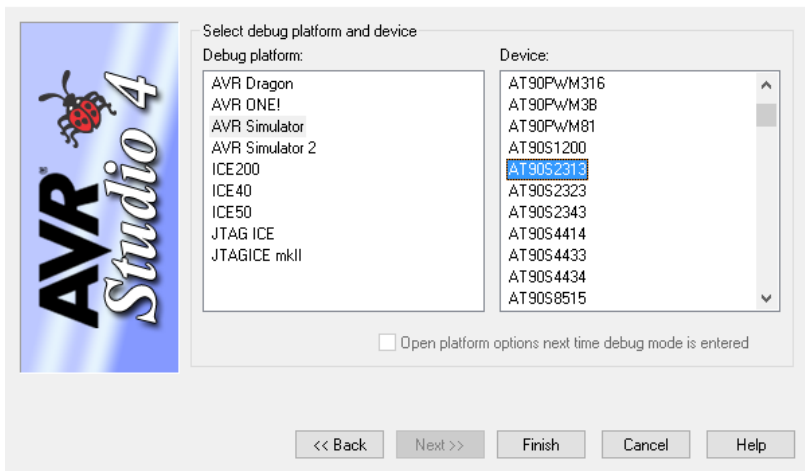 AVR® Studio 4
Select debug platform and device
Debug platform:
AVR Dragon
AVR ONE!
AVR Simulator
AVR Simulator 2
ICE200
ICE40
ICE50
JTAG ICE
JTAGICE mkII
Device:
AT90PWM316
AT90PWM3B
AT90PWM81
AT90S1200
AT90S2313
AT90S2323
AT90S2343
AT90S4414
AT90S4433
AT90S4434
AT90S8515
Open platform options next time debug mode is entered
<< Back
Next >>
Finish
Cancel
Help